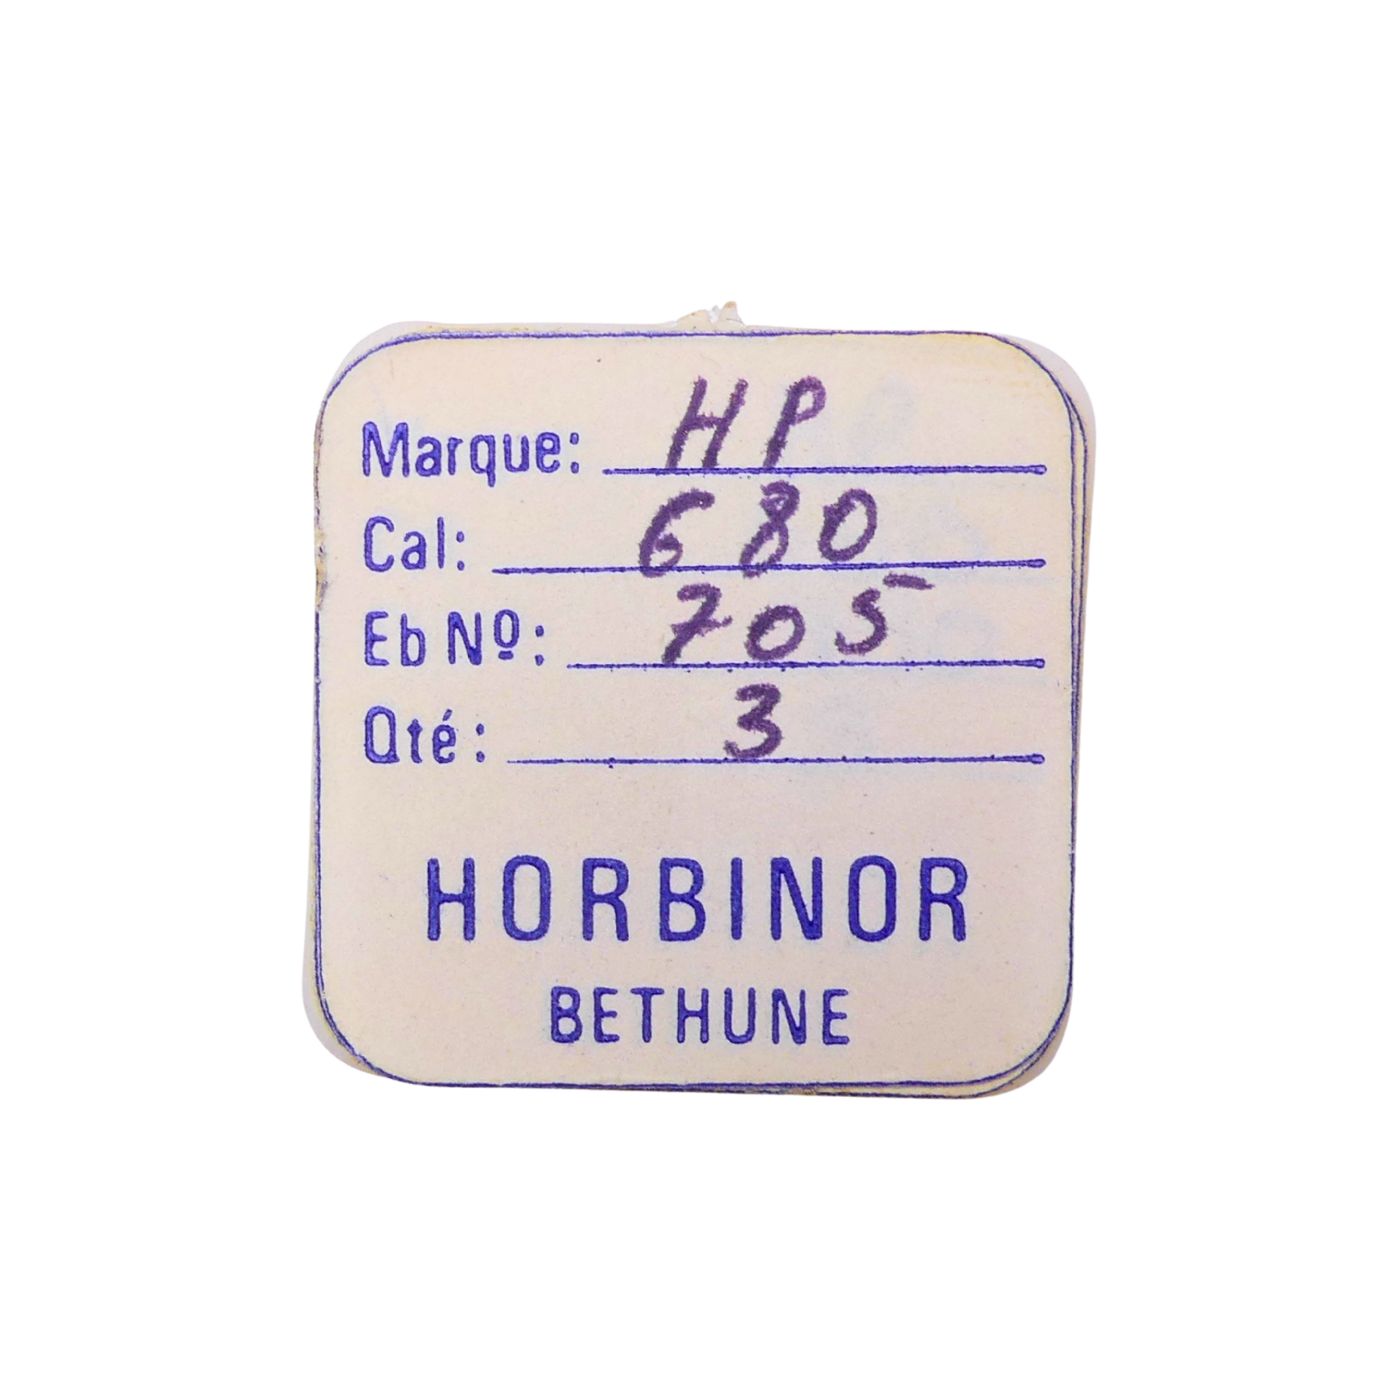 Marque: HP
Cal: 680
Eb Nº: 705
Qté: 3
HORBINOR
BETHUNE